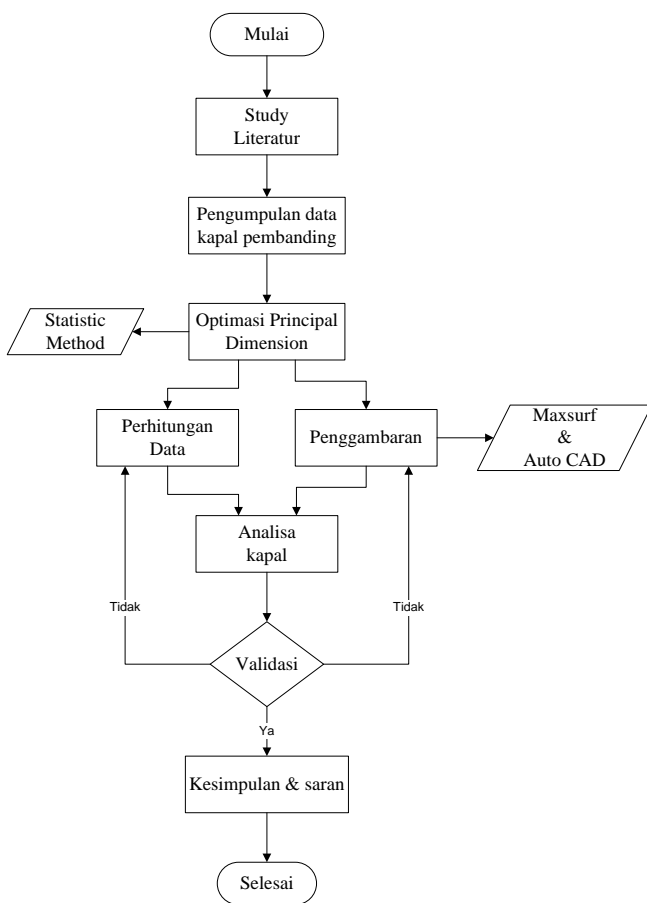 Mulai
Study
Literatur
Pengumpulan data
kapal pembanding
Statistic
Method
Optimasi Principal
Dimension
Perhitungan
Data
Penggambaran
Maxsurf
&
Auto CAD
Analisa
kapal
Tidak
Tidak
Validasi
Ya
Kesimpulan & saran
Selesai